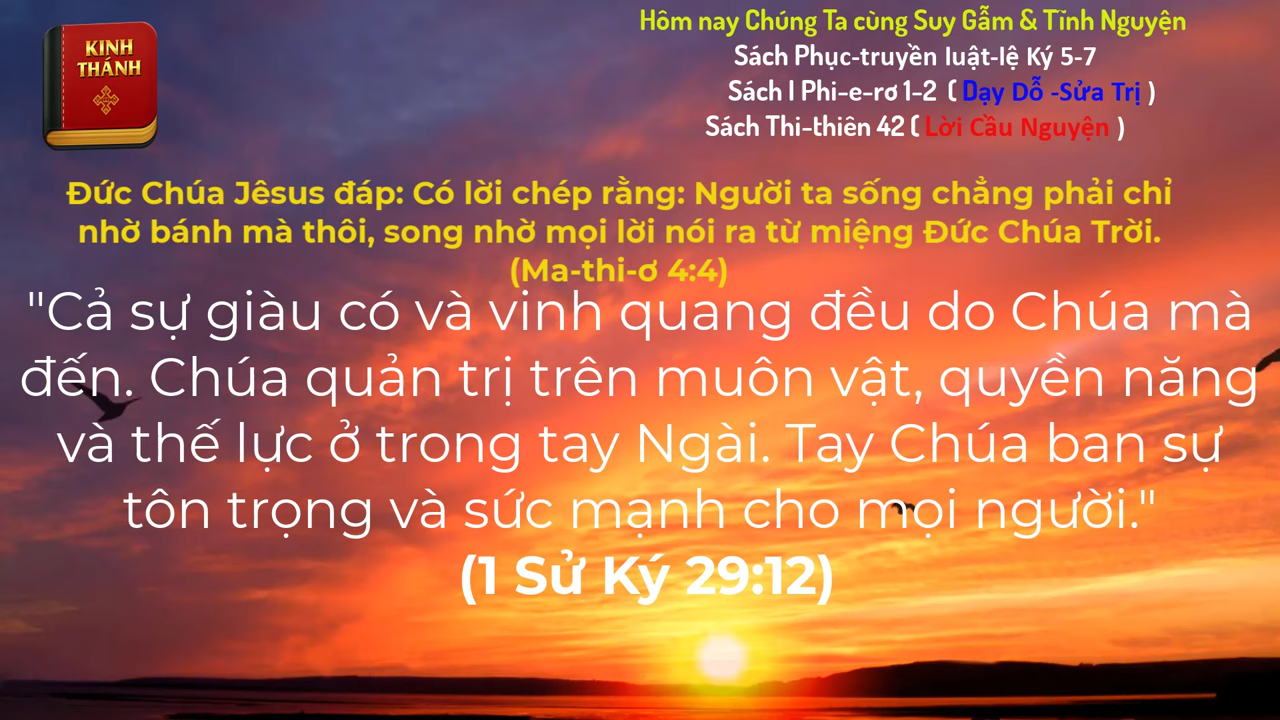 KINH
THÁNH
Hôm nay Chúng Ta cùng Suy Gẫm & Tĩnh Nguyện
Sách Phục-truyền luật-lệ Ký 5-7
Sách I Phi-e-rơ 1-2 ( Dạy Dỗ -Sửa Trị )
Sách Thi-thiên 42 ( Lời Cầu Nguyện )
Đức Chúa Jêsus đáp: Có lời chép rằng: Người ta sống chẳng phải chỉ
nhờ bánh mà thôi, song nhờ mọi lời nói ra từ miệng Đức Chúa Trời.
(Ma-thi-ơ 4:4)
"Cả sự giàu có và vinh quang đều do Chúa mà
đến. Chúa quản trị trên muôn vật, quyền năng
và thế lực ở trong tay Ngài. Tay Chúa ban sự
tôn trọng và sức mạnh cho mọi người."
(1 Sử Ký 29:12)